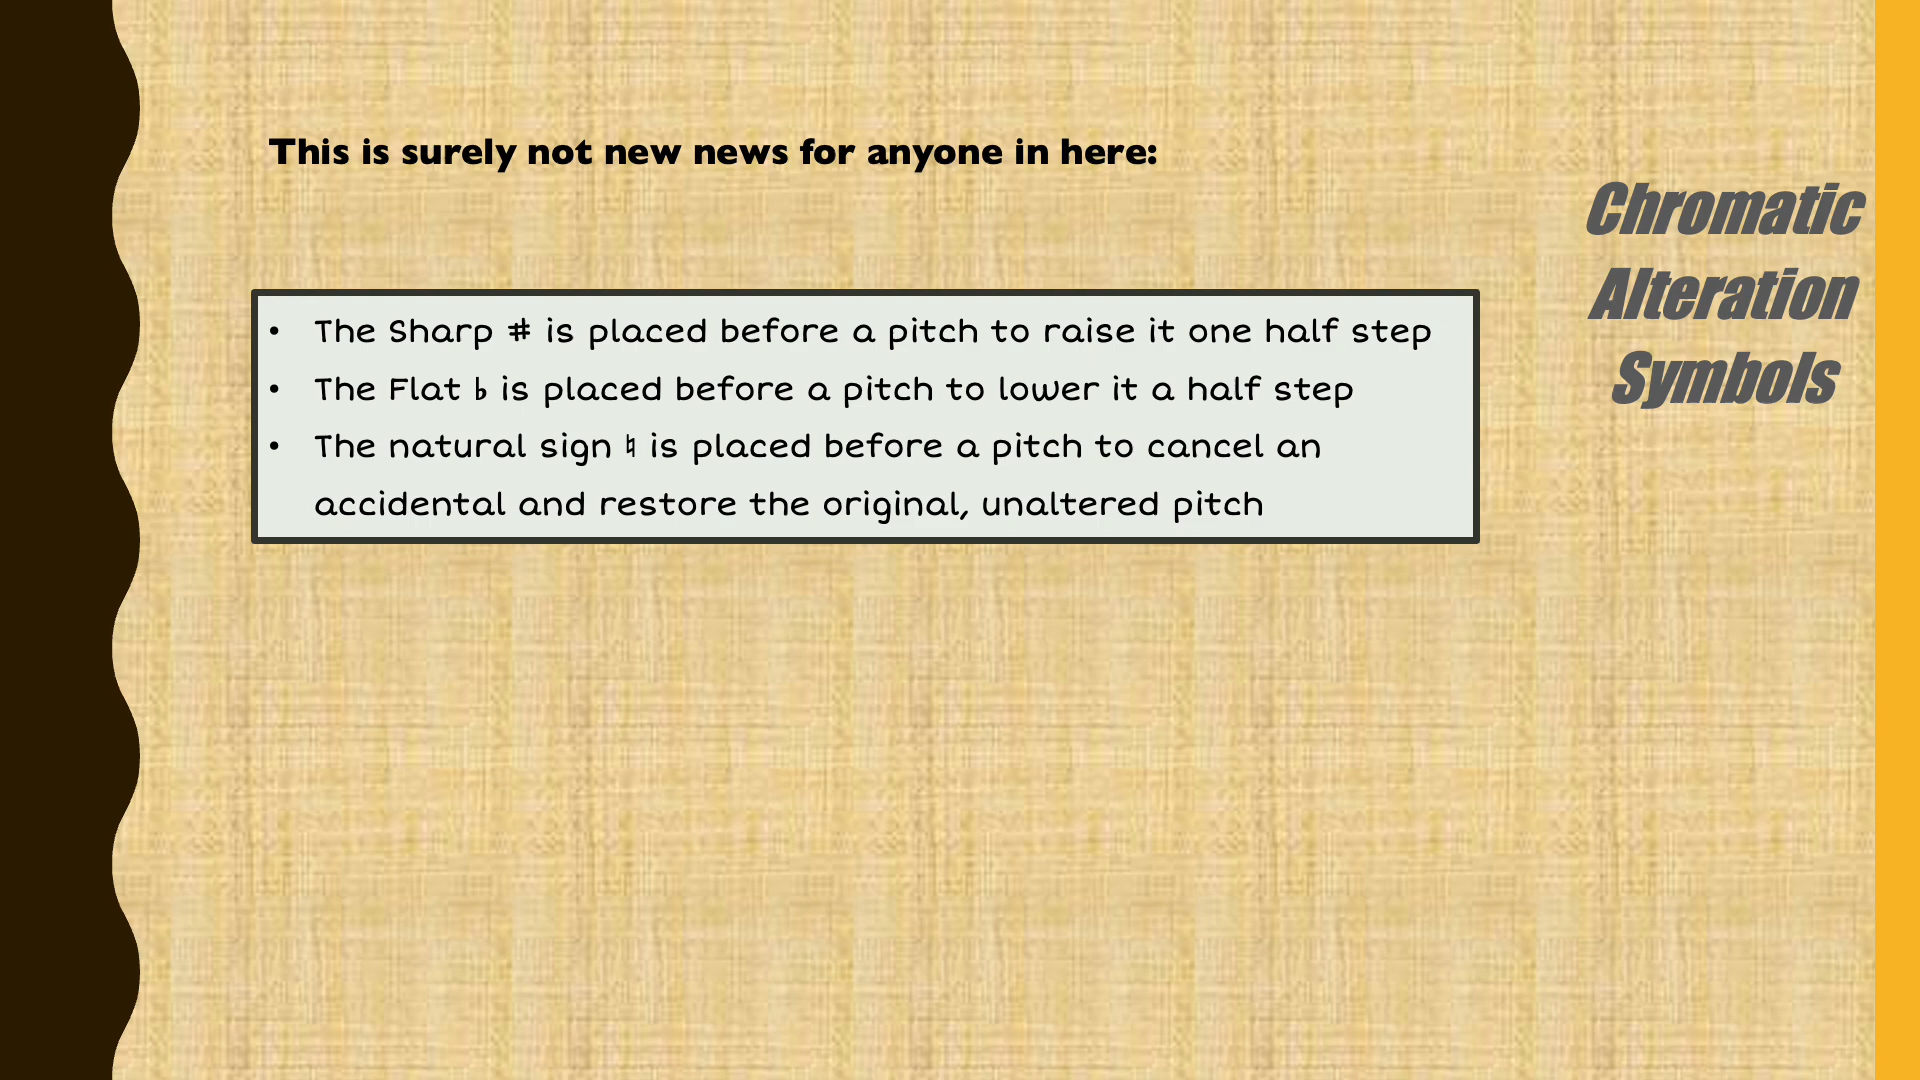 This is surely not new news for anyone in here:
Chromatic
Alteration
Symbols
• The Sharp # is placed before a pitch to raise it one half step
• The Flat ♭ is placed before a pitch to lower it a half step
• The natural sign ♮ is placed before a pitch to cancel an
accidental and restore the original, unaltered pitch